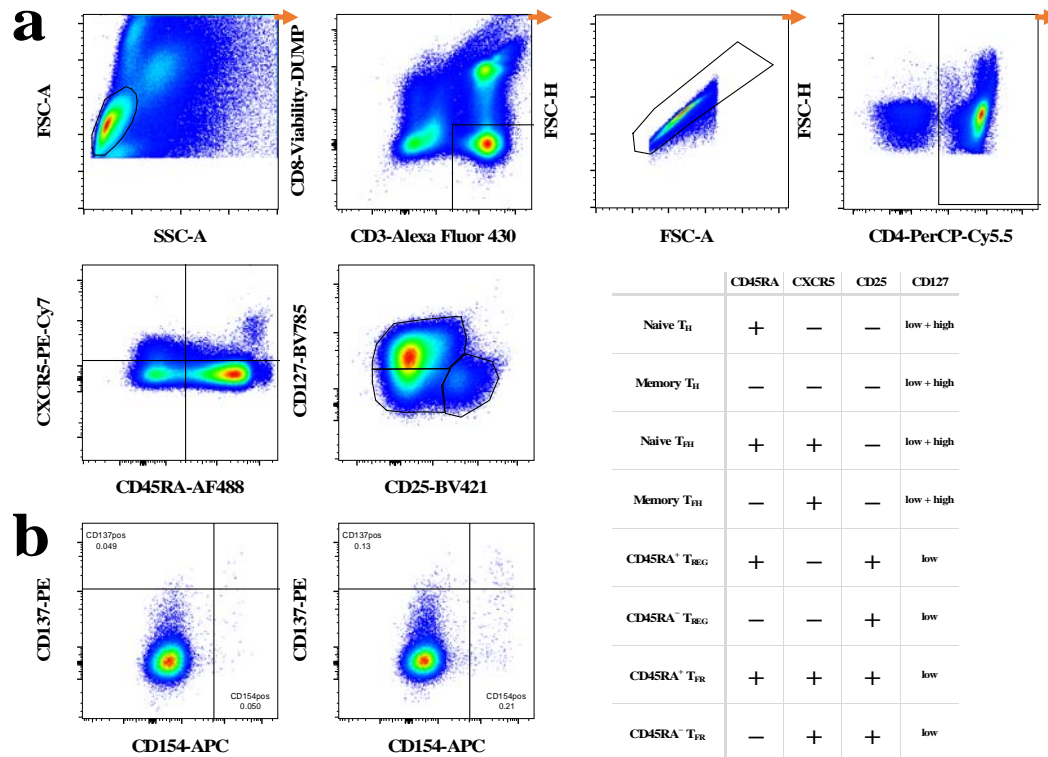 a
FSC-A
SSC-A
CD8-Viability-DUMP
CD3-Alexa Fluor 430
FSC-H
FSC-A
FSC-H
CD4-PerCP-Cy5.5
CXCR5-PE-Cy7
CD45RA-AF488
CD127-BV785
CD25-BV421
CD45RA CXCR5 CD25 CD127
Naive TH + − − low + high
Memory TH − − − low + high
Naive TFH + + − low + high
Memory TFH − + − low + high
CD45RA+ TREG + − + low
CD45RA− TREG − − + low
CD45RA+ TFR + + + low
CD45RA− TFR − + + low
b
CD137pos
0.049
CD137-PE
CD154pos
0.050
CD154-APC
CD137pos
0.13
CD137-PE
CD154pos
0.21
CD154-APC